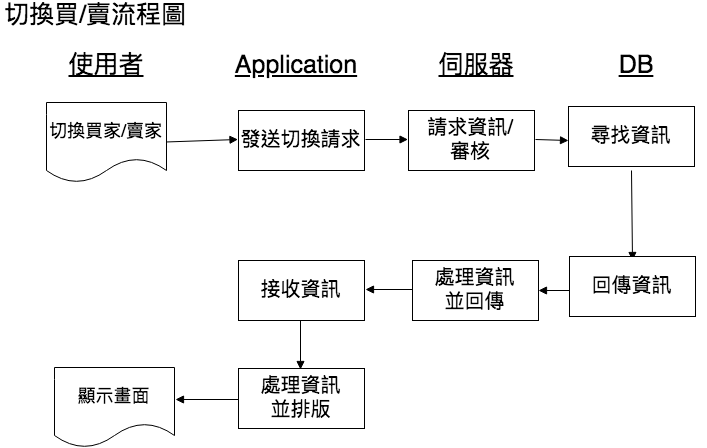 切換買/賣流程圖
使用者
Application
伺服器
DB
切換買家/賣家
發送切換請求
請求資訊/
審核
尋找資訊
接收資訊
處理資訊
並回傳
回傳資訊
顯示畫面
處理資訊
並排版